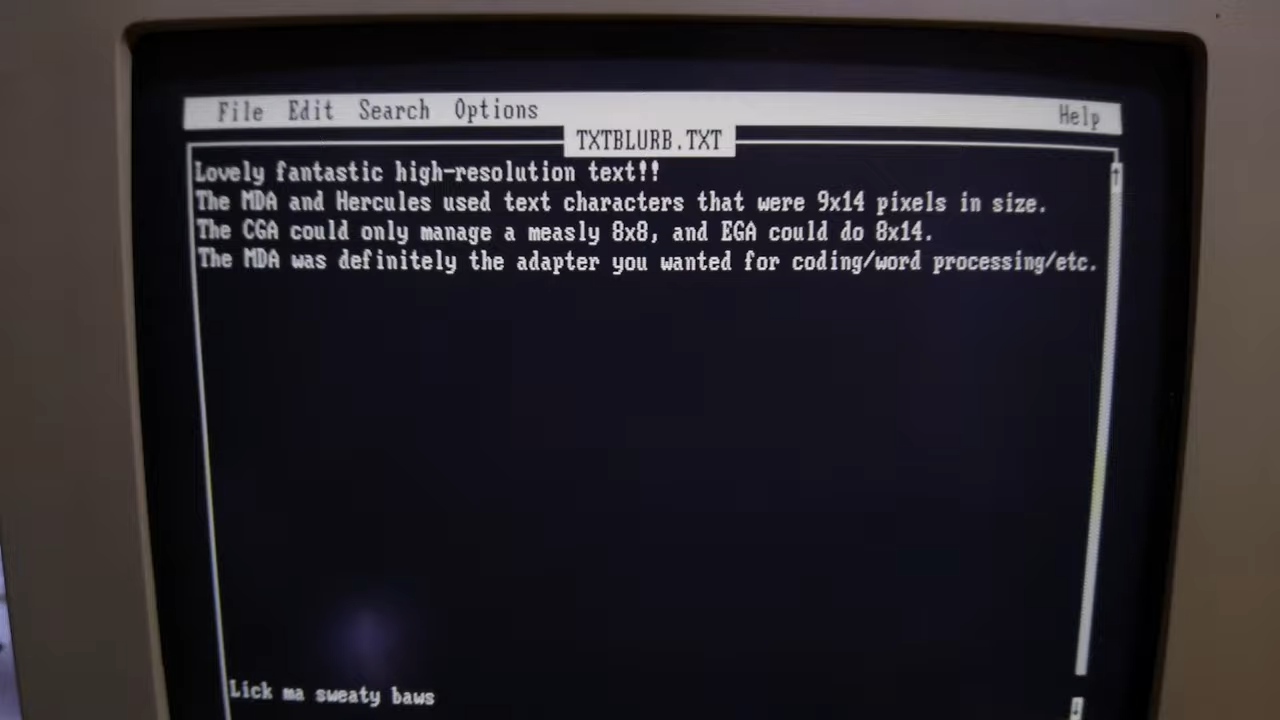 File Edit Search Options Help
TXTBLURB.TXT
Lovely fantastic high-resolution text!!
The MDA and Hercules used text characters that were 9x14 pixels in size.
The CGA could only manage a measly 8x8, and EGA could do 8x14.
The MDA was definitely the adapter you wanted for coding/word processing/etc.
Lick ma sweaty baws